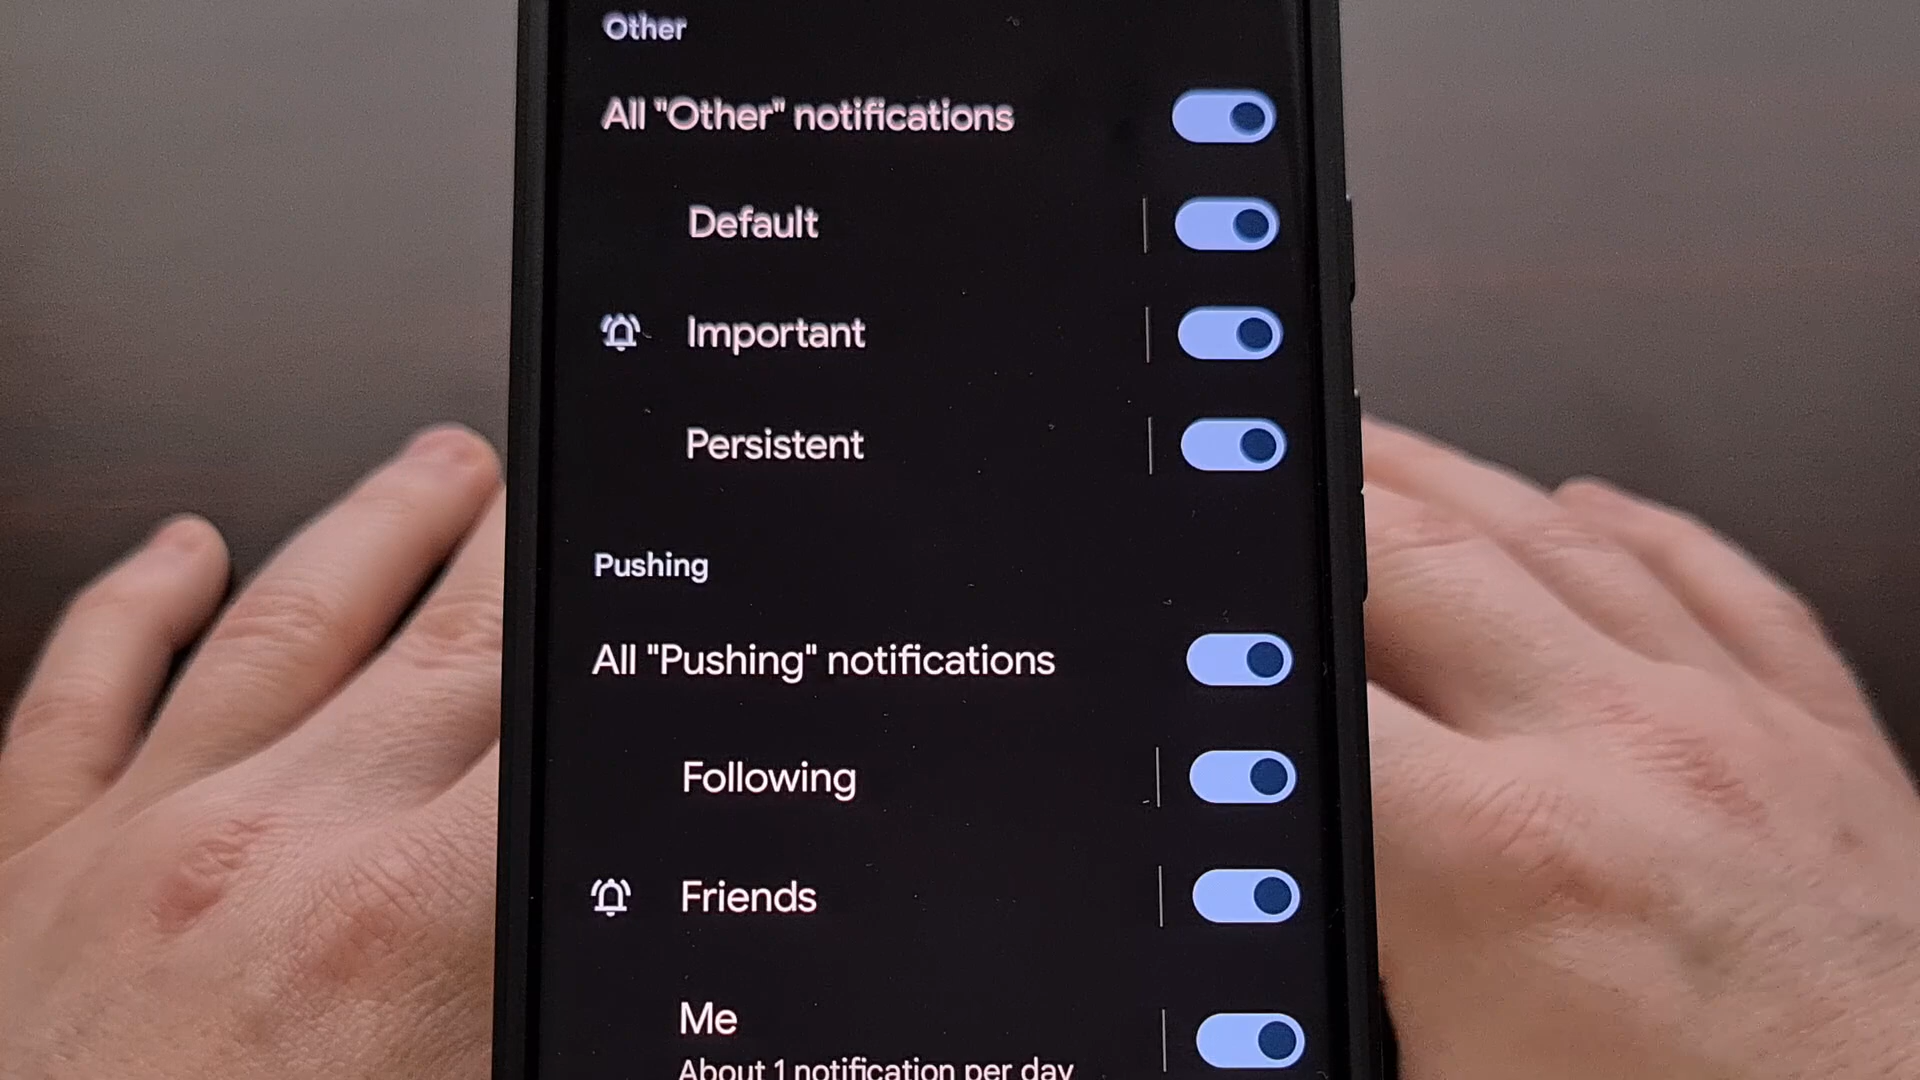 Other
All "Other" notifications
Default
Important
Persistent
Pushing
All "Pushing" notifications
Following
Friends
Me
About 1 notification per day